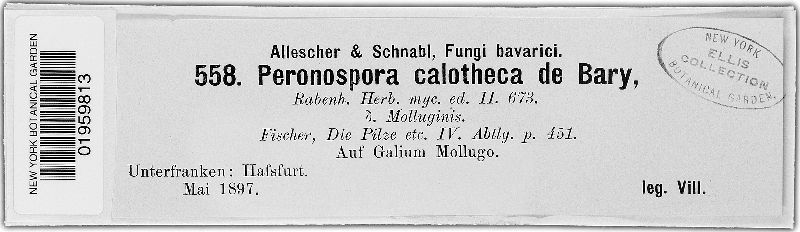 NEW YORK BOTANICAL GARDEN
01959813
Allescher & Schnabl, Fungi bavarici.
558. Peronospora calotheca de Bary,
Rabenh. Herb. myc. ed. II. 673.
b. Molluginis.
Fischer, Die Pilze etc. IV. Abtlg. p. 451.
Auf Galium Mollugo.
Unterfranken: Hafsfurt.
Mai 1897.
leg. Vill.
NEW YORK
ELLIS
COLLECTION
BOTANICAL GARDEN.